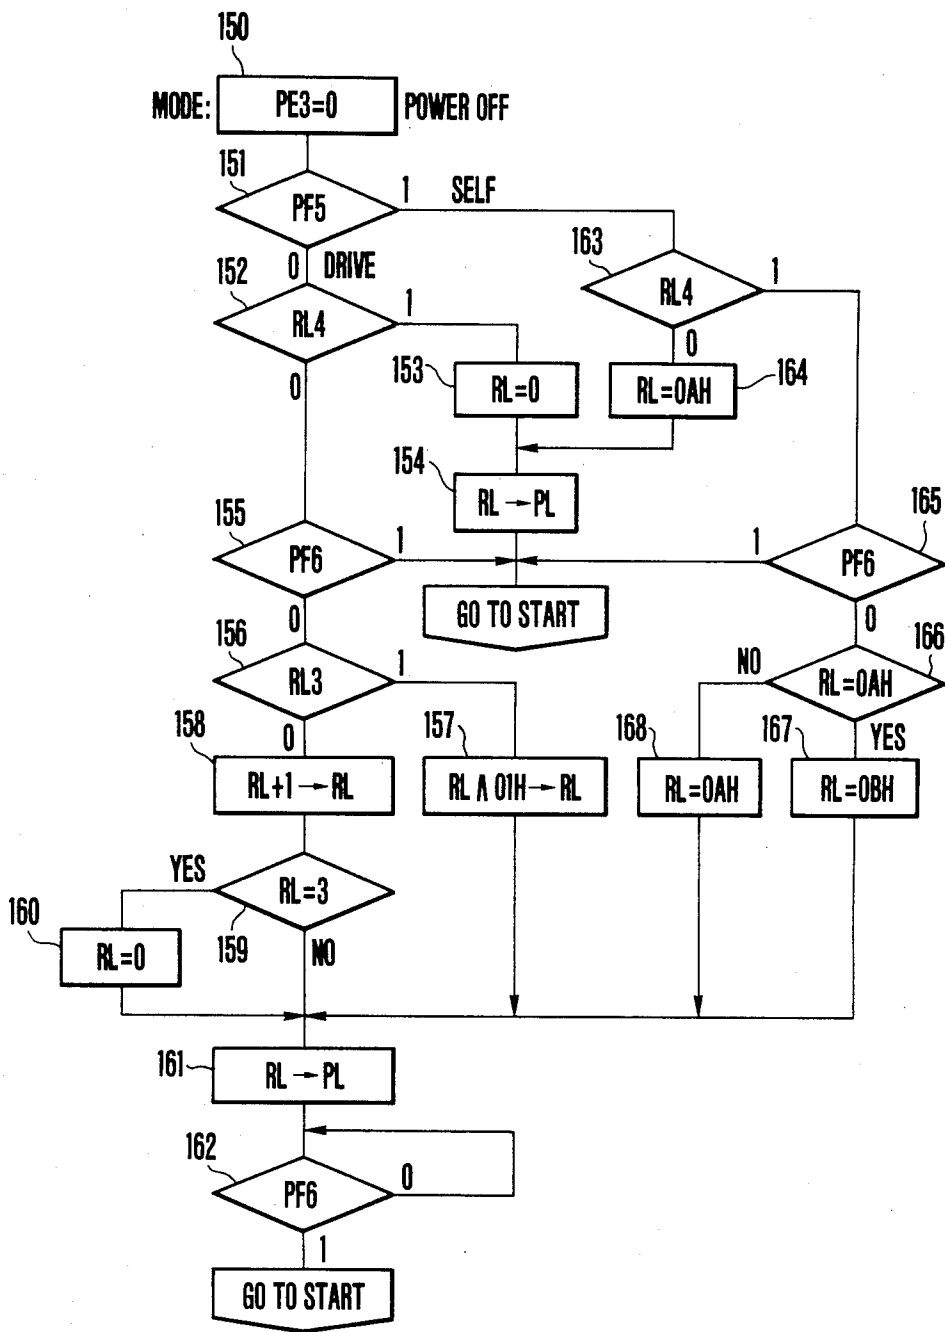 150
MODE: PE3=0 POWER OFF
151
PF5
1 SELF
0 DRIVE
152
RL4
1
0
163
RL4
1
0
153
RL=0
RL=0AH
164
154
RL→PL
155
PF6
1
0
1
PF6
165
0
GO TO START
156
RL3
1
0
NO
RL=0AH
166
YES
158
RL+1→RL
157
RL∧01H→RL
168
RL=0AH
167
RL=0BH
YES
RL=3
159
NO
160
RL=0
161
RL→PL
162
PF6
0
1
GO TO START